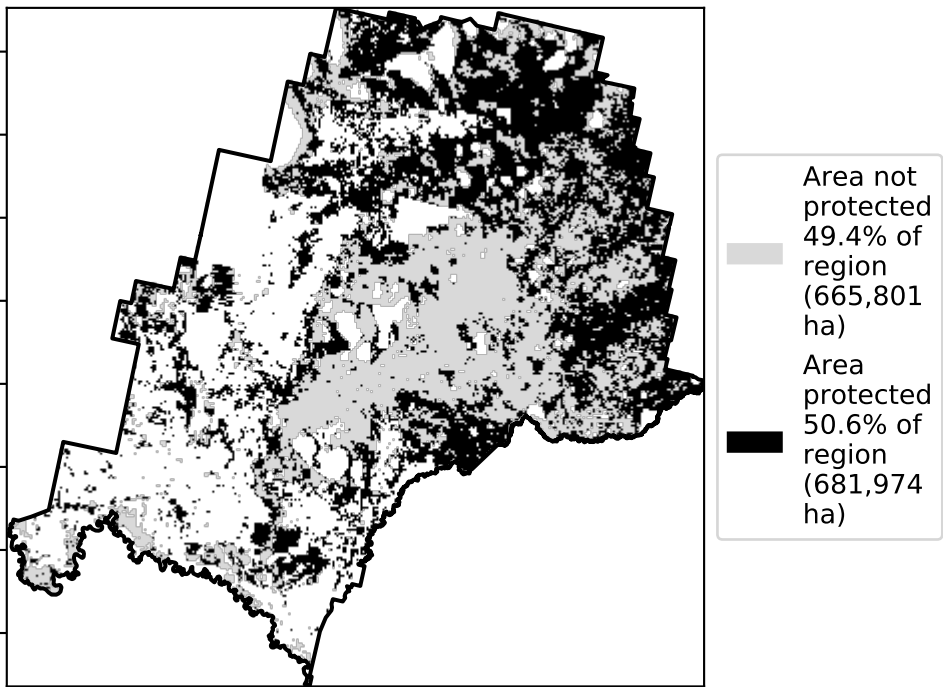 Area not
protected
49.4% of
region
(665,801
ha)
Area
protected
50.6% of
region
(681,974
ha)